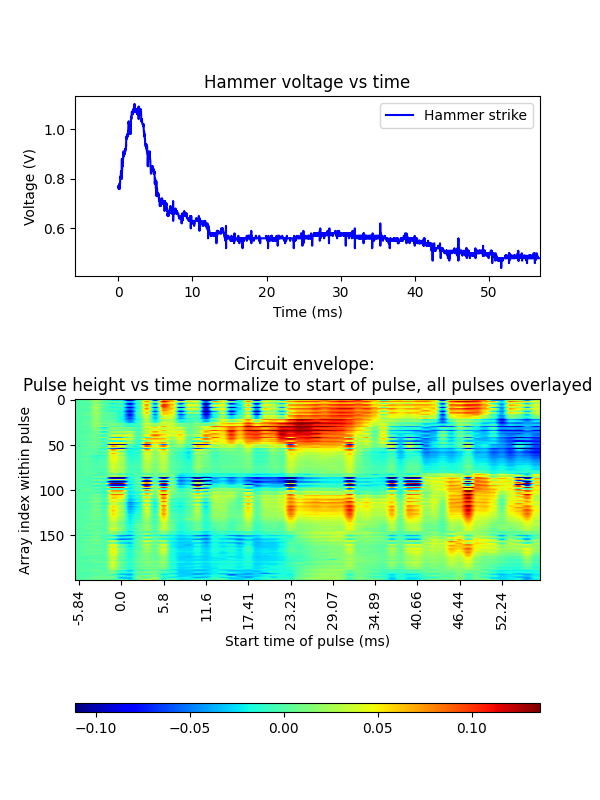 Hammer voltage vs time
Hammer strike
1.0
0.8
0.6
Voltage (V)
0 10 20 30 40 50
Time (ms)
Circuit envelope:
Pulse height vs time normalize to start of pulse, all pulses overlayed
0
50
100
150
Array index within pulse
-5.84 0.0 5.8 11.6 17.41 23.23 29.07 34.89 40.66 46.44 52.24
Start time of pulse (ms)
−0.10 −0.05 0.00 0.05 0.10